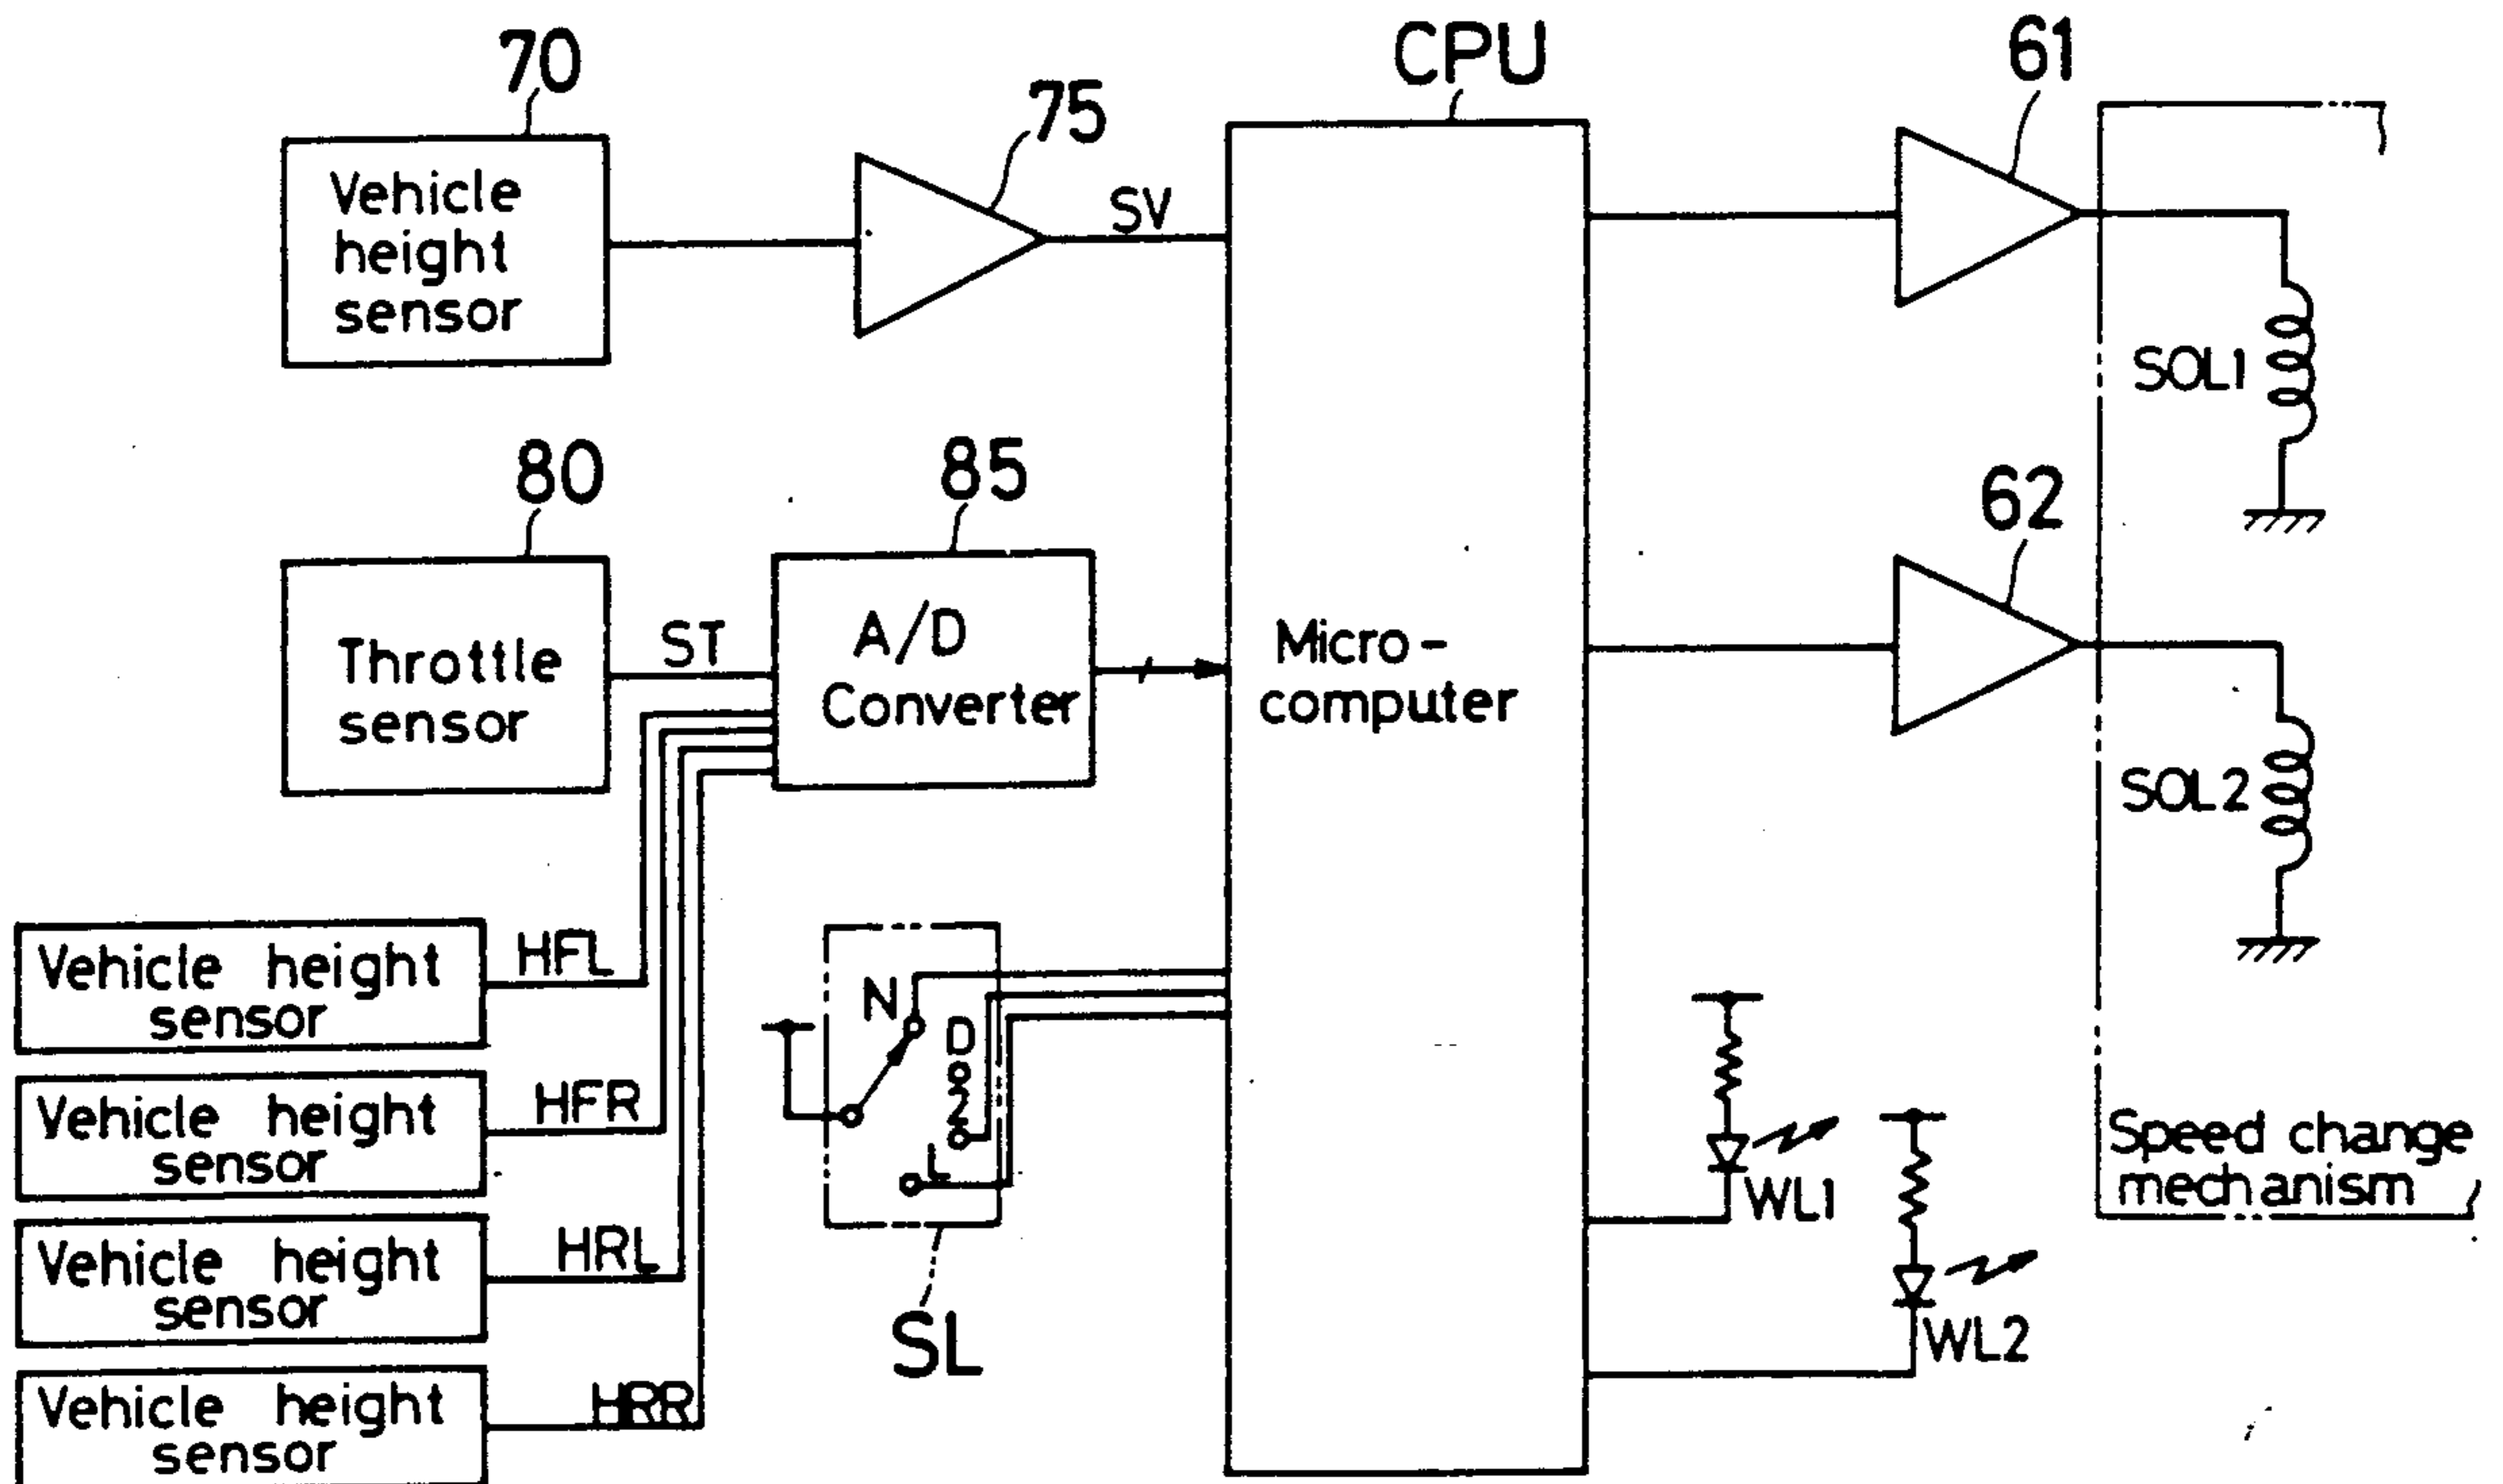 70
75
CPU
61
Vehicle
height
sensor
SV
SOL1
80
85
62
Throttle
sensor
ST
A/D
Converter
Micro-
computer
SOL2
Vehicle height
sensor
HFL
Vehicle height
sensor
HFR
Vehicle height
sensor
HRL
Vehicle height
sensor
HRR
N
D
2
L
SL
WL1
WL2
Speed change
mechanism